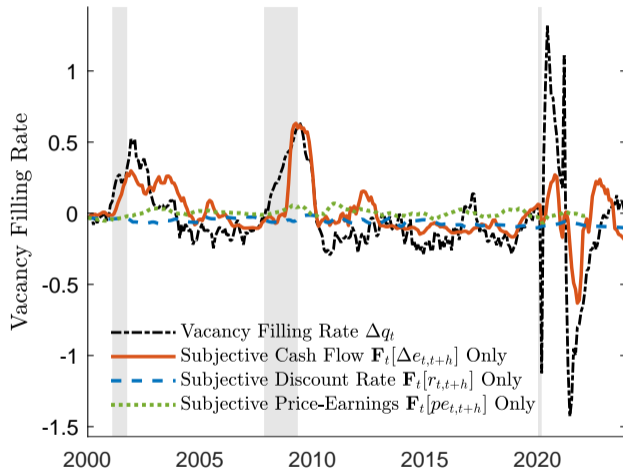 Vacancy Filling Rate
1
0.5
0
-0.5
-1
-1.5
Vacancy Filling Rate Δq_t
Subjective Cash Flow F_t[Δe_{t,t+h}] Only
Subjective Discount Rate F_t[r_{t,t+h}] Only
Subjective Price-Earnings F_t[pe_{t,t+h}] Only
2000 2005 2010 2015 2020